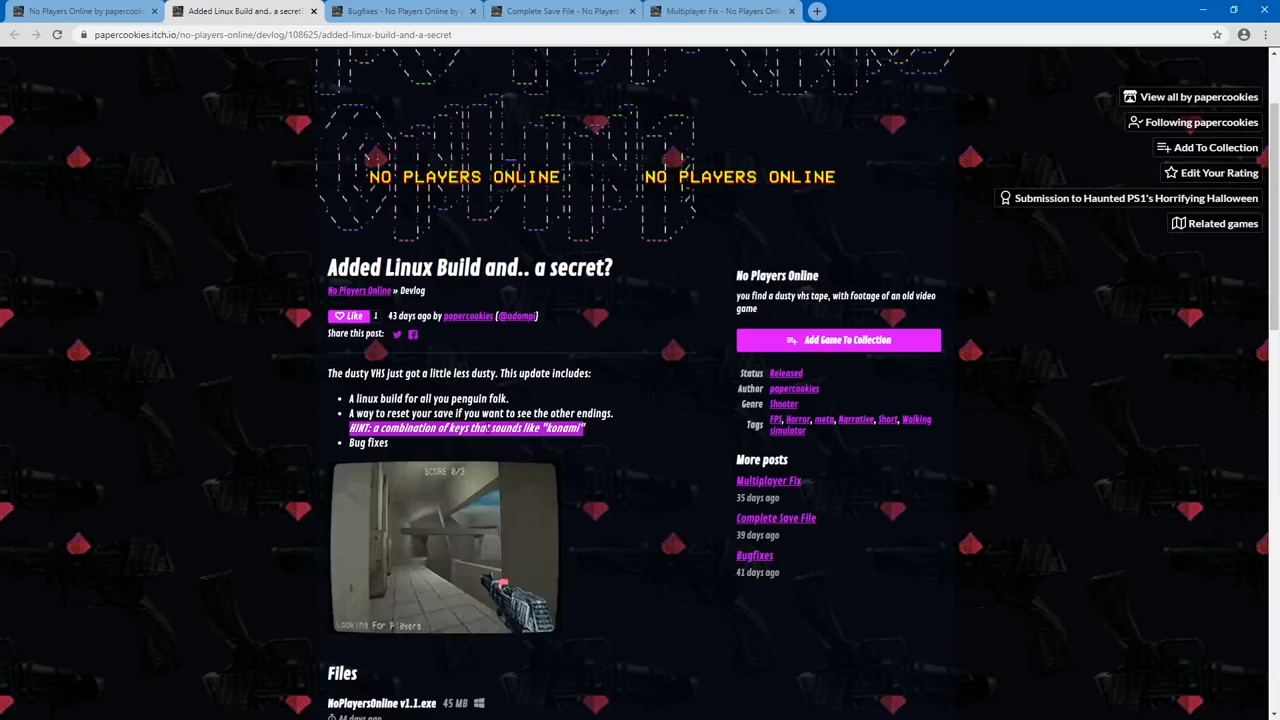 No Players Online by papercooki
Added Linux Build and.. a secret?
Bugfixes - No Players Online by p
Complete Save File - No Players
Multiplayer Fix - No Players Onli
papercookies.itch.io/no-players-online/devlog/108625/added-linux-build-and-a-secret
View all by papercookies
Following papercookies
Add To Collection
Edit Your Rating
Submission to Haunted PS1's Horrifying Halloween
Related games
NO PLAYERS ONLINE NO PLAYERS ONLINE
Added Linux Build and.. a secret?
No Players Online » Devlog
Like 1 43 days ago by papercookies (@adampi)
Share this post:
The dusty VHS just got a little less dusty. This update includes:
• A linux build for all you penguin folk.
• A way to reset your save if you want to see the other endings.
HINT: a combination of keys that sounds like "konami"
• Bug fixes
SCORE 0/3
Looking For Players
Files
NoPlayersOnline v1.1.exe 45 MB
44 days ago
No Players Online
you find a dusty vhs tape, with footage of an old video
game
Add Game To Collection
Status Released
Author papercookies
Genre Shooter
Tags FPS, Horror, meta, Narrative, Short, Walking
simulator
More posts
Multiplayer Fix
35 days ago
Complete Save File
39 days ago
Bugfixes
41 days ago